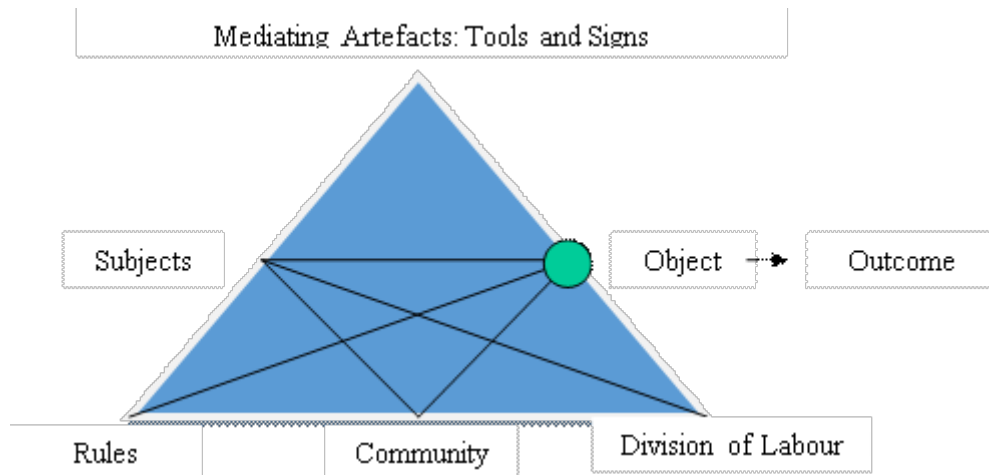 Mediating Artefacts: Tools and Signs
Subjects
Object
Outcome
Rules
Community
Division of Labour